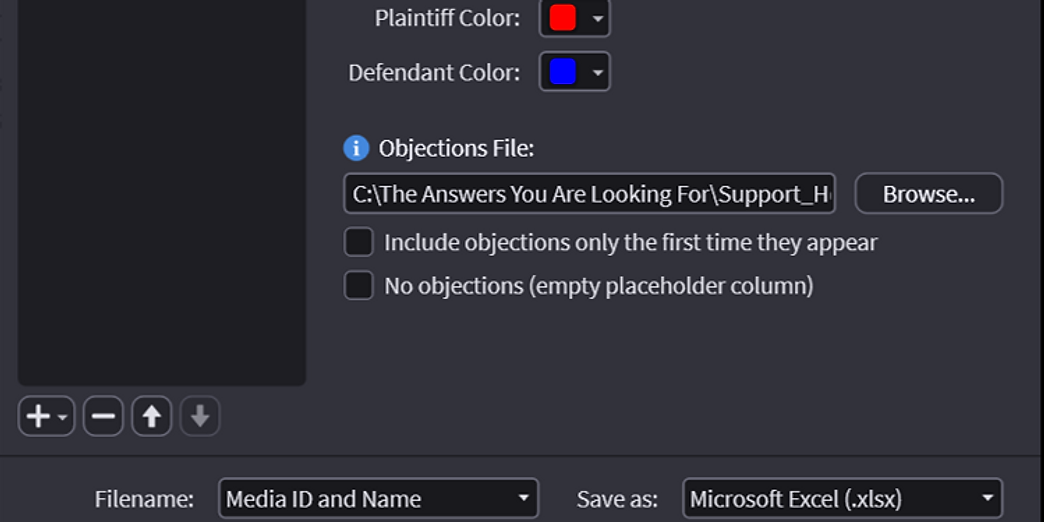 Plaintiff Color:
Defendant Color:
Objections File:
C:\The Answers You Are Looking For\Support_H
Browse...
Include objections only the first time they appear
No objections (empty placeholder column)
Filename: Media ID and Name Save as: Microsoft Excel (.xlsx)